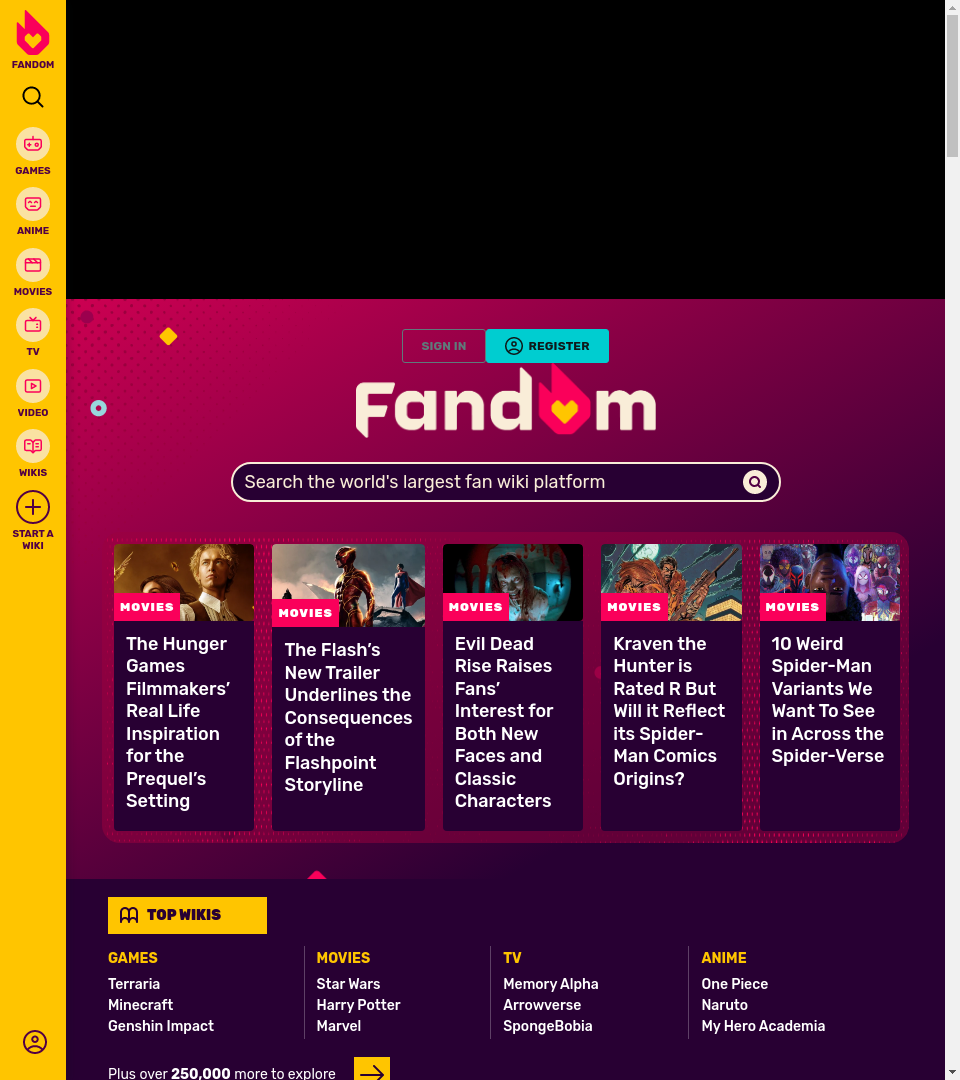 FANDOM
GAMES
ANIME
MOVIES
TV
VIDEO
WIKIS
START A
WIKI
SIGN IN
REGISTER
Fandom
Search the world's largest fan wiki platform
MOVIES
The Hunger
Games
Filmmakers’
Real Life
Inspiration
for the
Prequel’s
Setting
MOVIES
The Flash’s
New Trailer
Underlines the
Consequences
of the
Flashpoint
Storyline
MOVIES
Evil Dead
Rise Raises
Fans’
Interest for
Both New
Faces and
Classic
Characters
MOVIES
Kraven the
Hunter is
Rated R But
Will it Reflect
its Spider-
Man Comics
Origins?
MOVIES
10 Weird
Spider-Man
Variants We
Want To See
in Across the
Spider-Verse
TOP WIKIS
GAMES
Terraria
Minecraft
Genshin Impact
MOVIES
Star Wars
Harry Potter
Marvel
TV
Memory Alpha
Arrowverse
SpongeBobia
ANIME
One Piece
Naruto
My Hero Academia
Plus over 250,000 more to explore